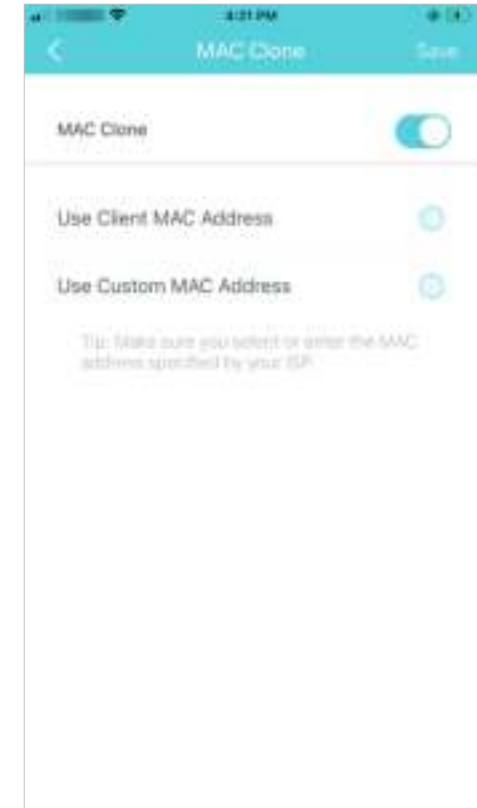 4:21 PM
MAC Clone
Save
MAC Clone
Use Client MAC Address
Use Custom MAC Address
Tip: Make sure you select or enter the MAC
address specified by your ISP.